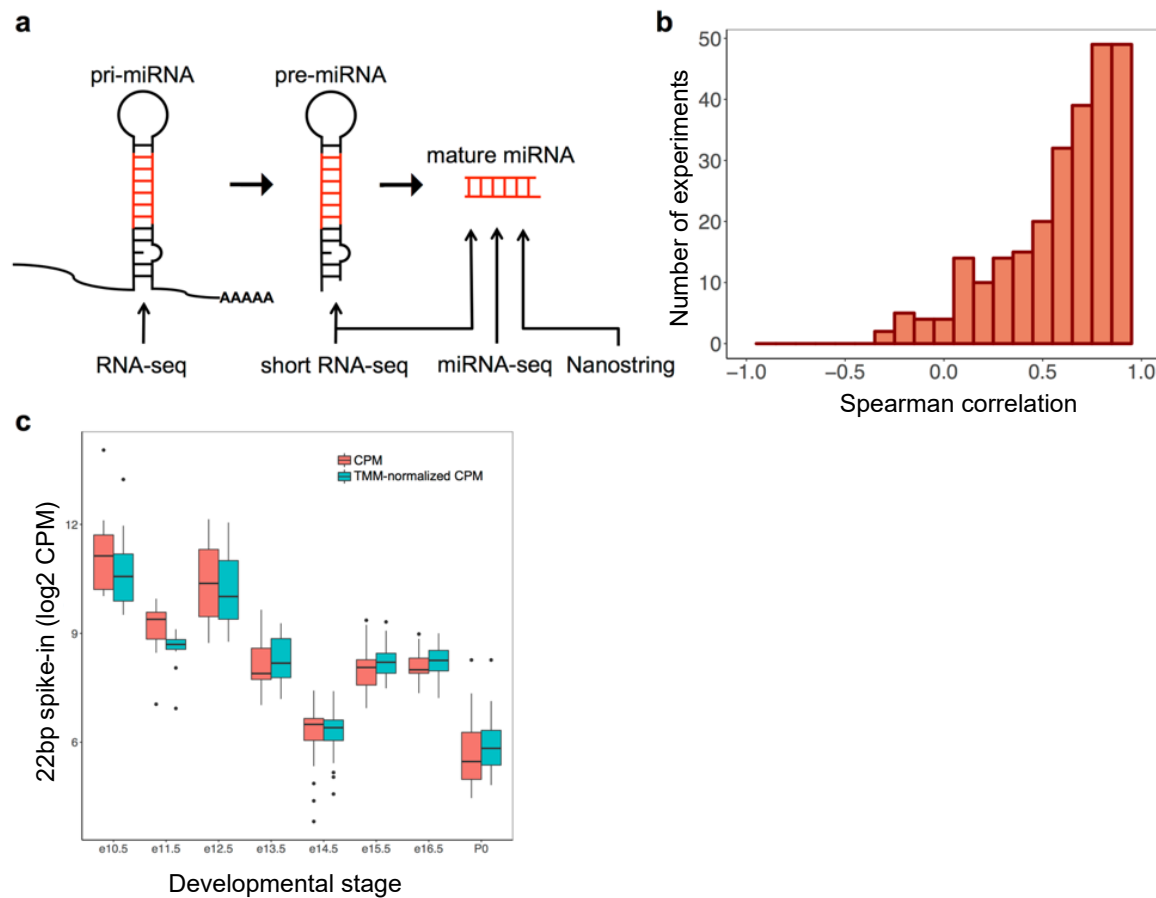 a
pri-miRNA
pre-miRNA
mature miRNA
AAAAA
RNA-seq
short RNA-seq
miRNA-seq
Nanostring
b
Number of experiments
50
40
30
20
10
0
−1.0
−0.5
0.0
0.5
1.0
Spearman correlation
c
22bp spike-in (log2 CPM)
CPM
TMM-normalized CPM
12
9
6
e10.5
e11.5
e12.5
e13.5
e14.5
e15.5
e16.5
P0
Developmental stage